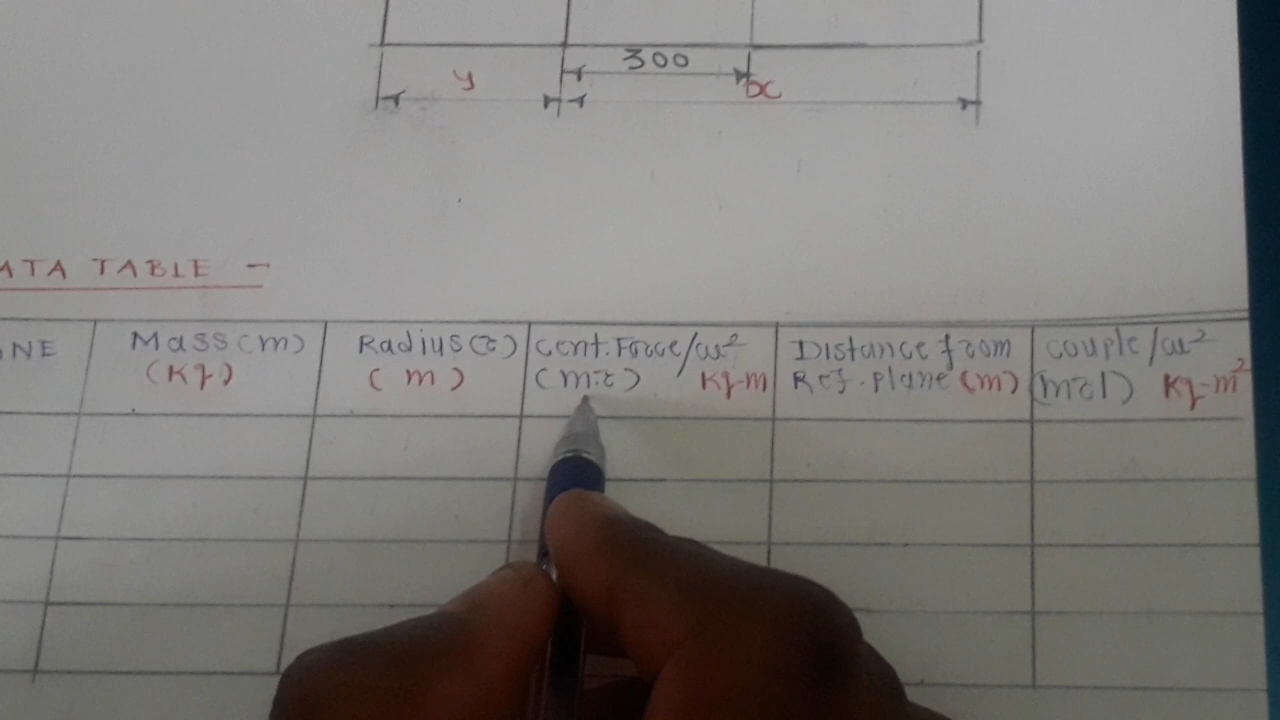 300
y
x
ATA TABLE -
NE
Mass (m)
(Kg)
Radius (r)
(m)
Cent. Force/ω²
(m.r) Kg-m
Distance from
Ref. plane (m)
couple/ω²
(mrl) Kg-m²